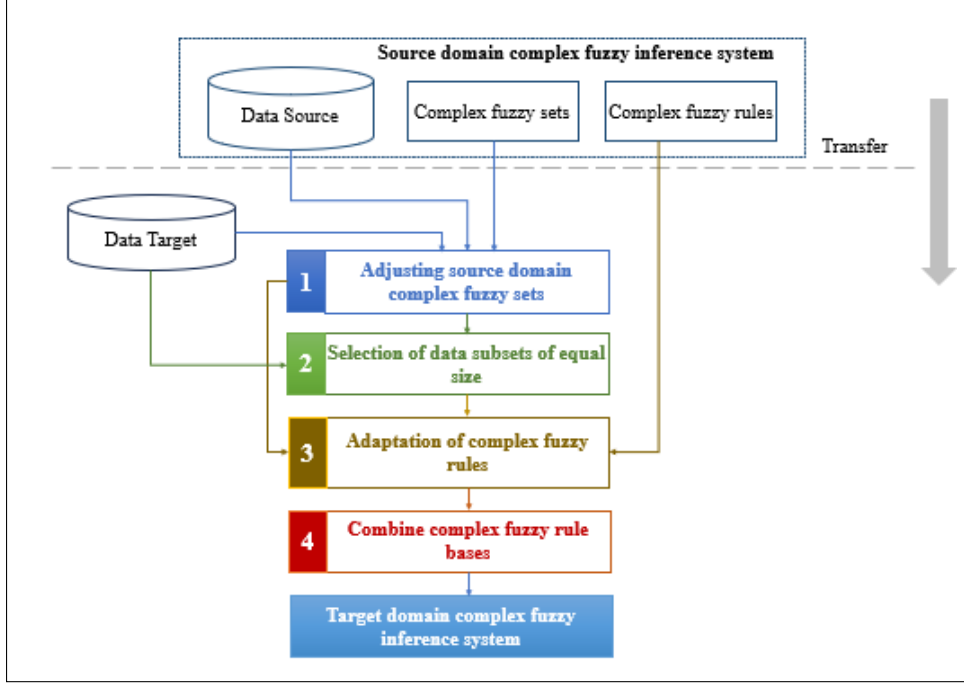 Source domain complex fuzzy inference system
Data Source
Complex fuzzy sets
Complex fuzzy rules
Transfer
Data Target
1
Adjusting source domain
complex fuzzy sets
2
Selection of data subsets of equal
size
3
Adaptation of complex fuzzy
rules
4
Combine complex fuzzy rule
bases
Target domain complex fuzzy
inference system